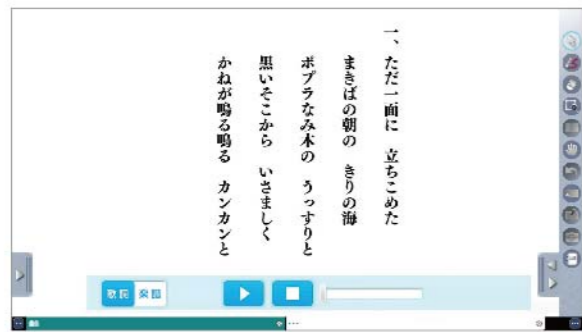 一、ただ一面に　立ちこめた
まきばの朝の　きりの海
ポプラなみ木の　うっすりと
黒いそこから　いさましく
かねが鳴る鳴る　カンカンと
歌詞 楽譜